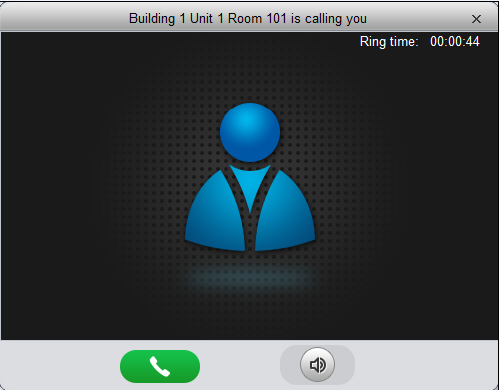 Building 1 Unit 1 Room 101 is calling you
Ring time: 00:00:44